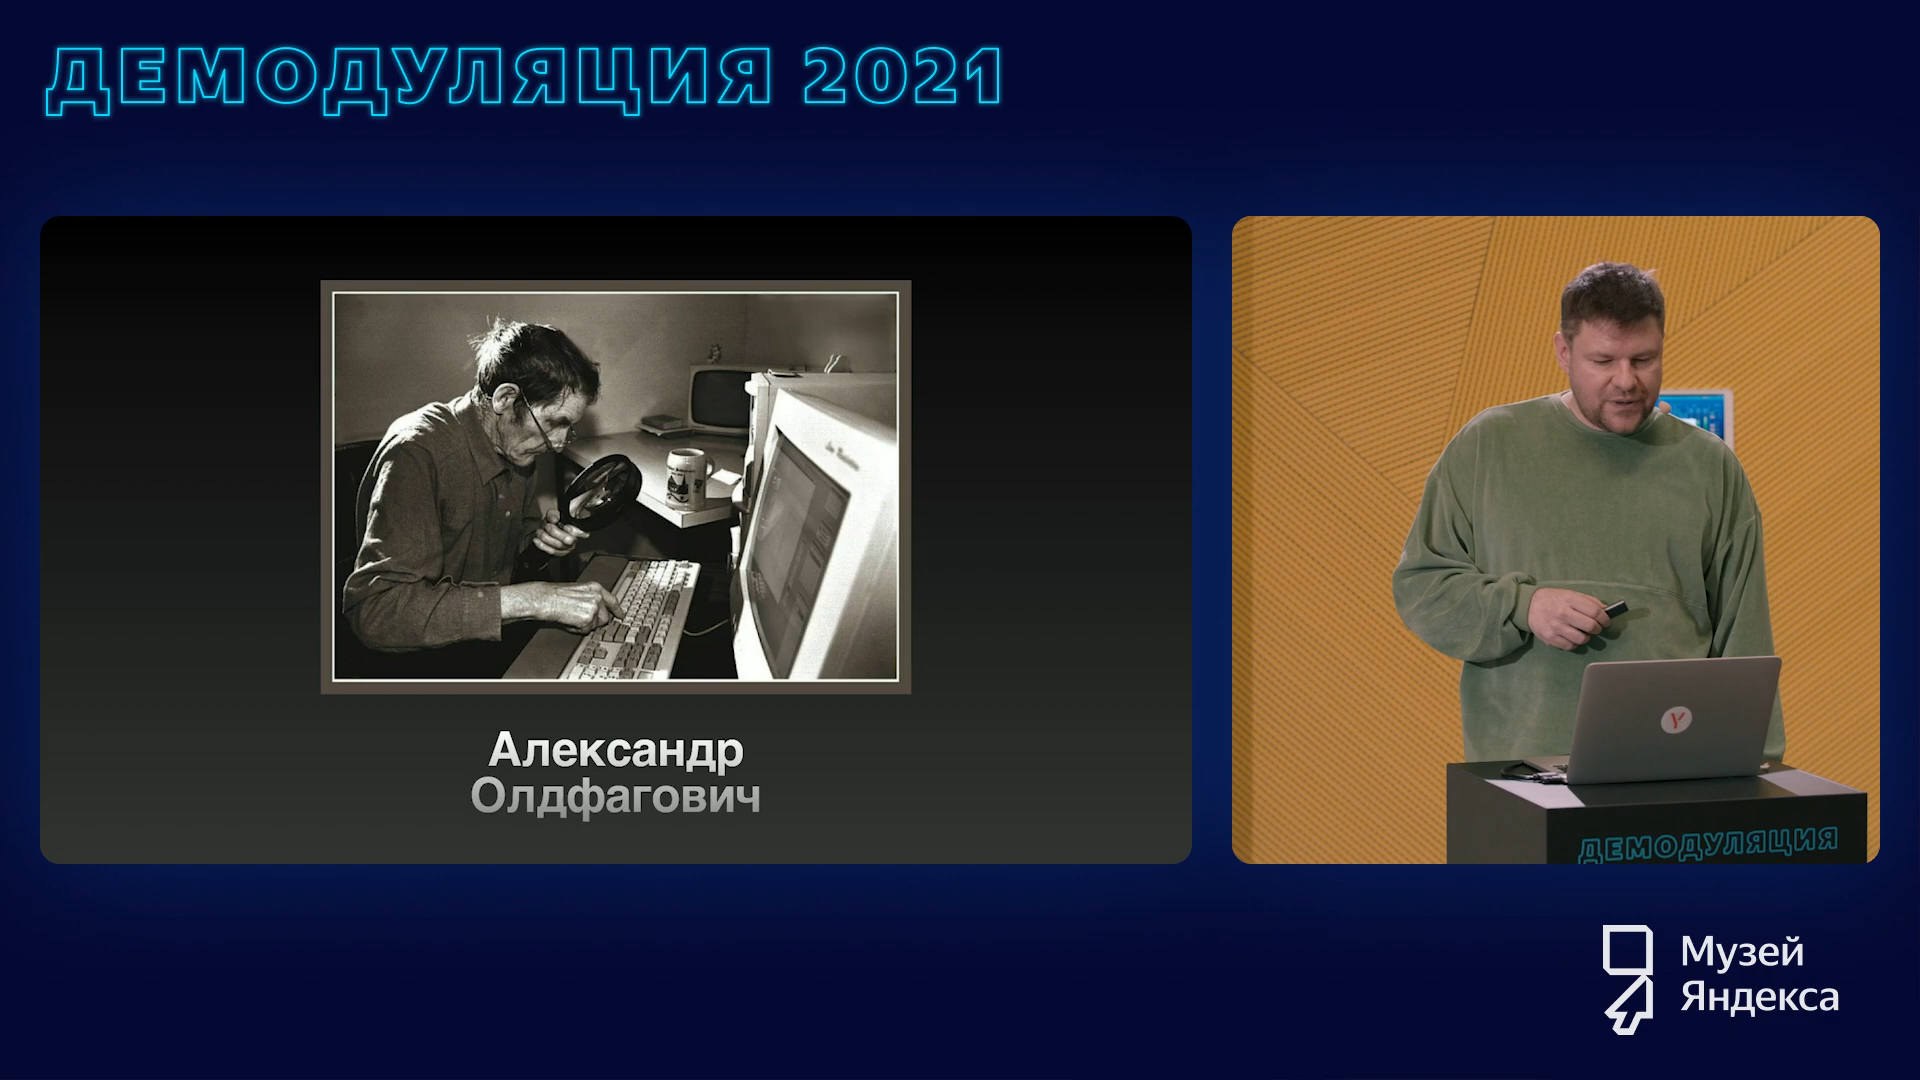 ДЕМОДУЛЯЦИЯ 2021
Александр
Олдфагович
ДЕМОДУЛЯЦИЯ
Музей
Яндекса